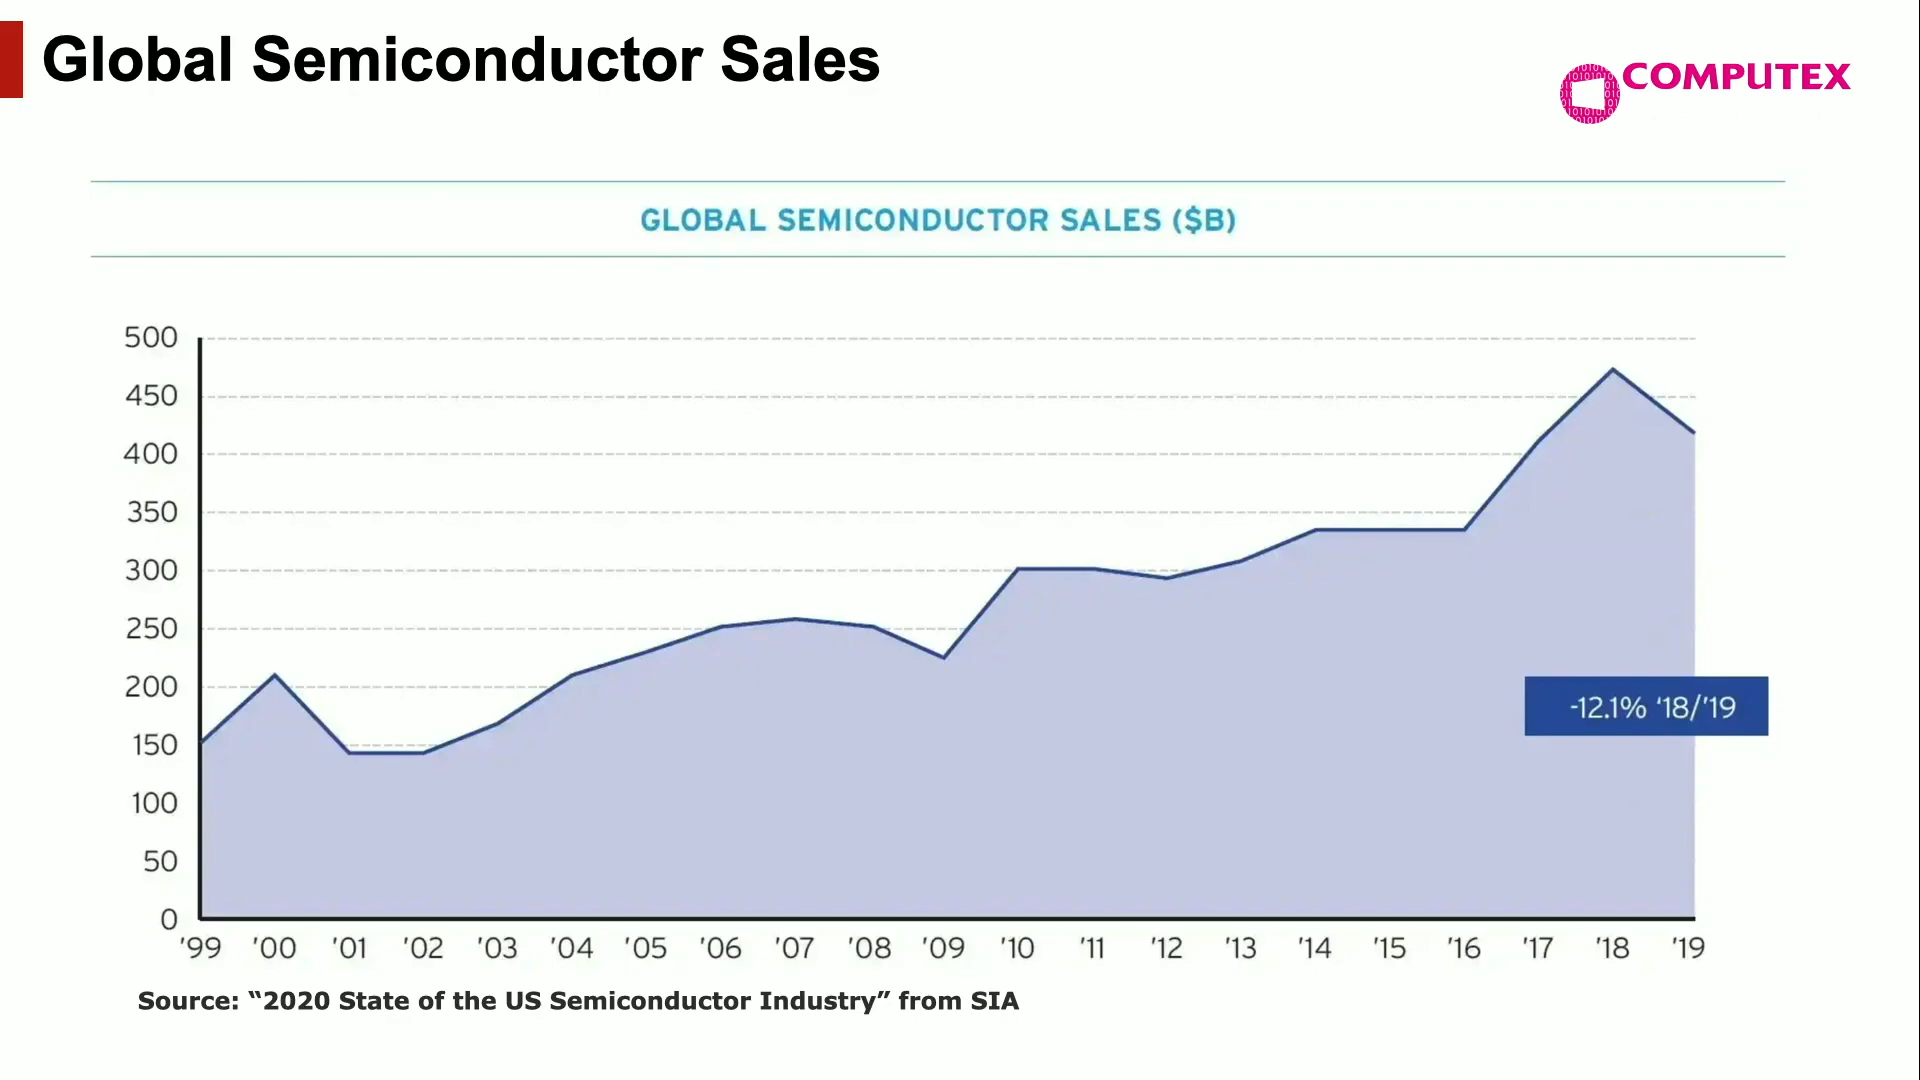 Global Semiconductor Sales
COMPUTEX
GLOBAL SEMICONDUCTOR SALES ($B)
500
450
400
350
300
250
200
150
100
50
0
-12.1% ‘18/’19
’99 ’00 ’01 ’02 ’03 ’04 ’05 ’06 ’07 ’08 ’09 ’10 ’11 ’12 ’13 ’14 ’15 ’16 ’17 ’18 ’19
Source: “2020 State of the US Semiconductor Industry” from SIA